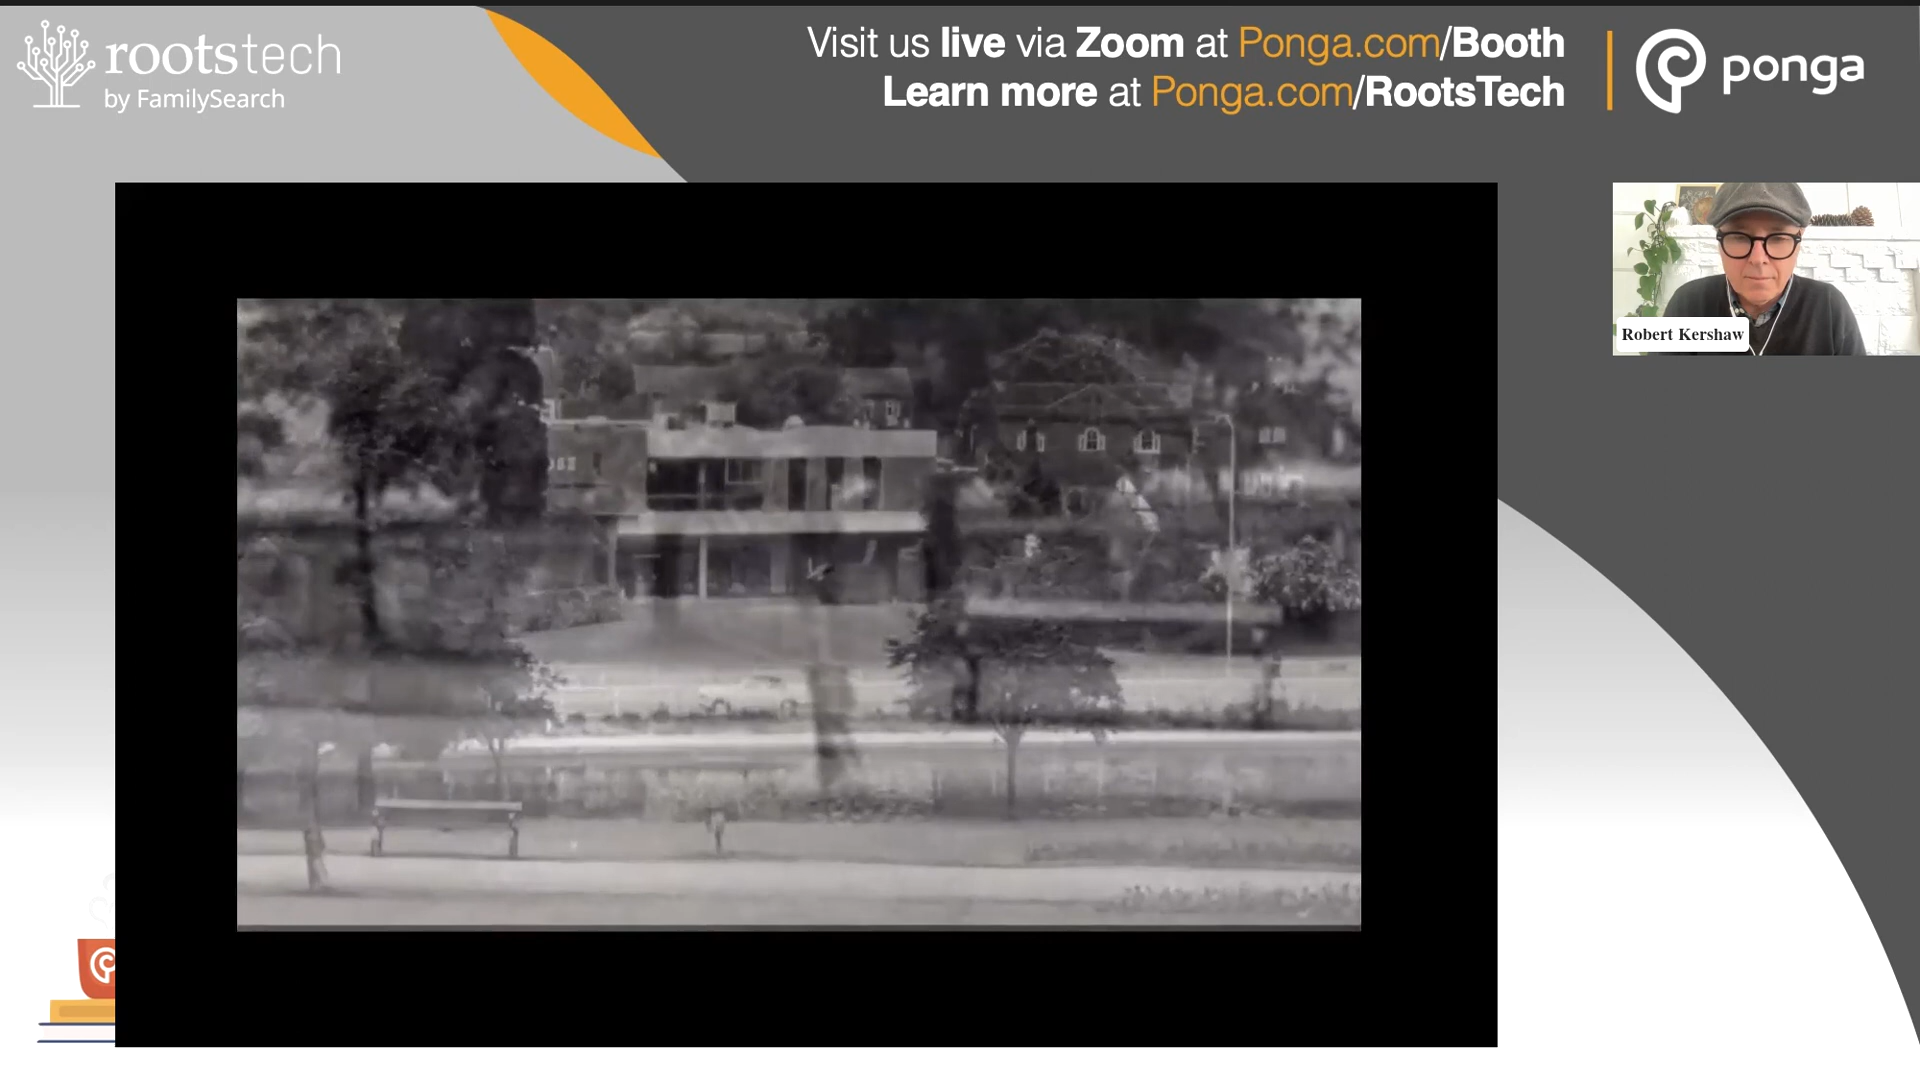 rootstech
by FamilySearch
Visit us live via Zoom at Ponga.com/Booth
Learn more at Ponga.com/RootsTech
ponga
Robert Kershaw